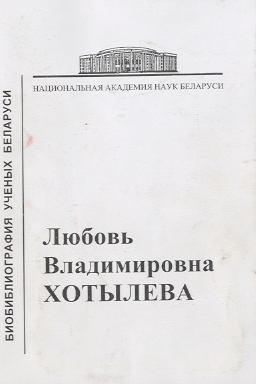 НАЦИОНАЛЬНАЯ АКАДЕМИЯ НАУК БЕЛАРУСИ
БИОБИБЛИОГРАФИЯ УЧЕНЫХ БЕЛАРУСИ
Любовь
Владимировна
ХОТЫЛЕВА